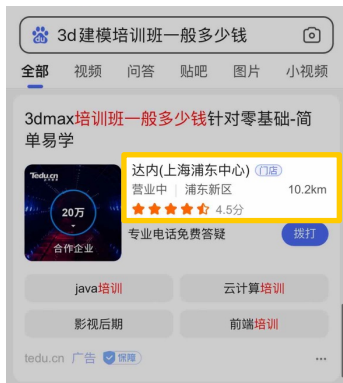 3d建模培训班一般多少钱
全部 视频 问答 贴吧 图片 小视频
3dmax培训班一般多少钱针对零基础-简
单易学
Tedu.cn
20万
合作企业
达内(上海浦东中心) 门店
营业中 浦东新区 10.2km
4.5分
专业电话免费答疑 拨打
java培训 云计算培训
影视后期 前端培训
tedu.cn 广告 保障